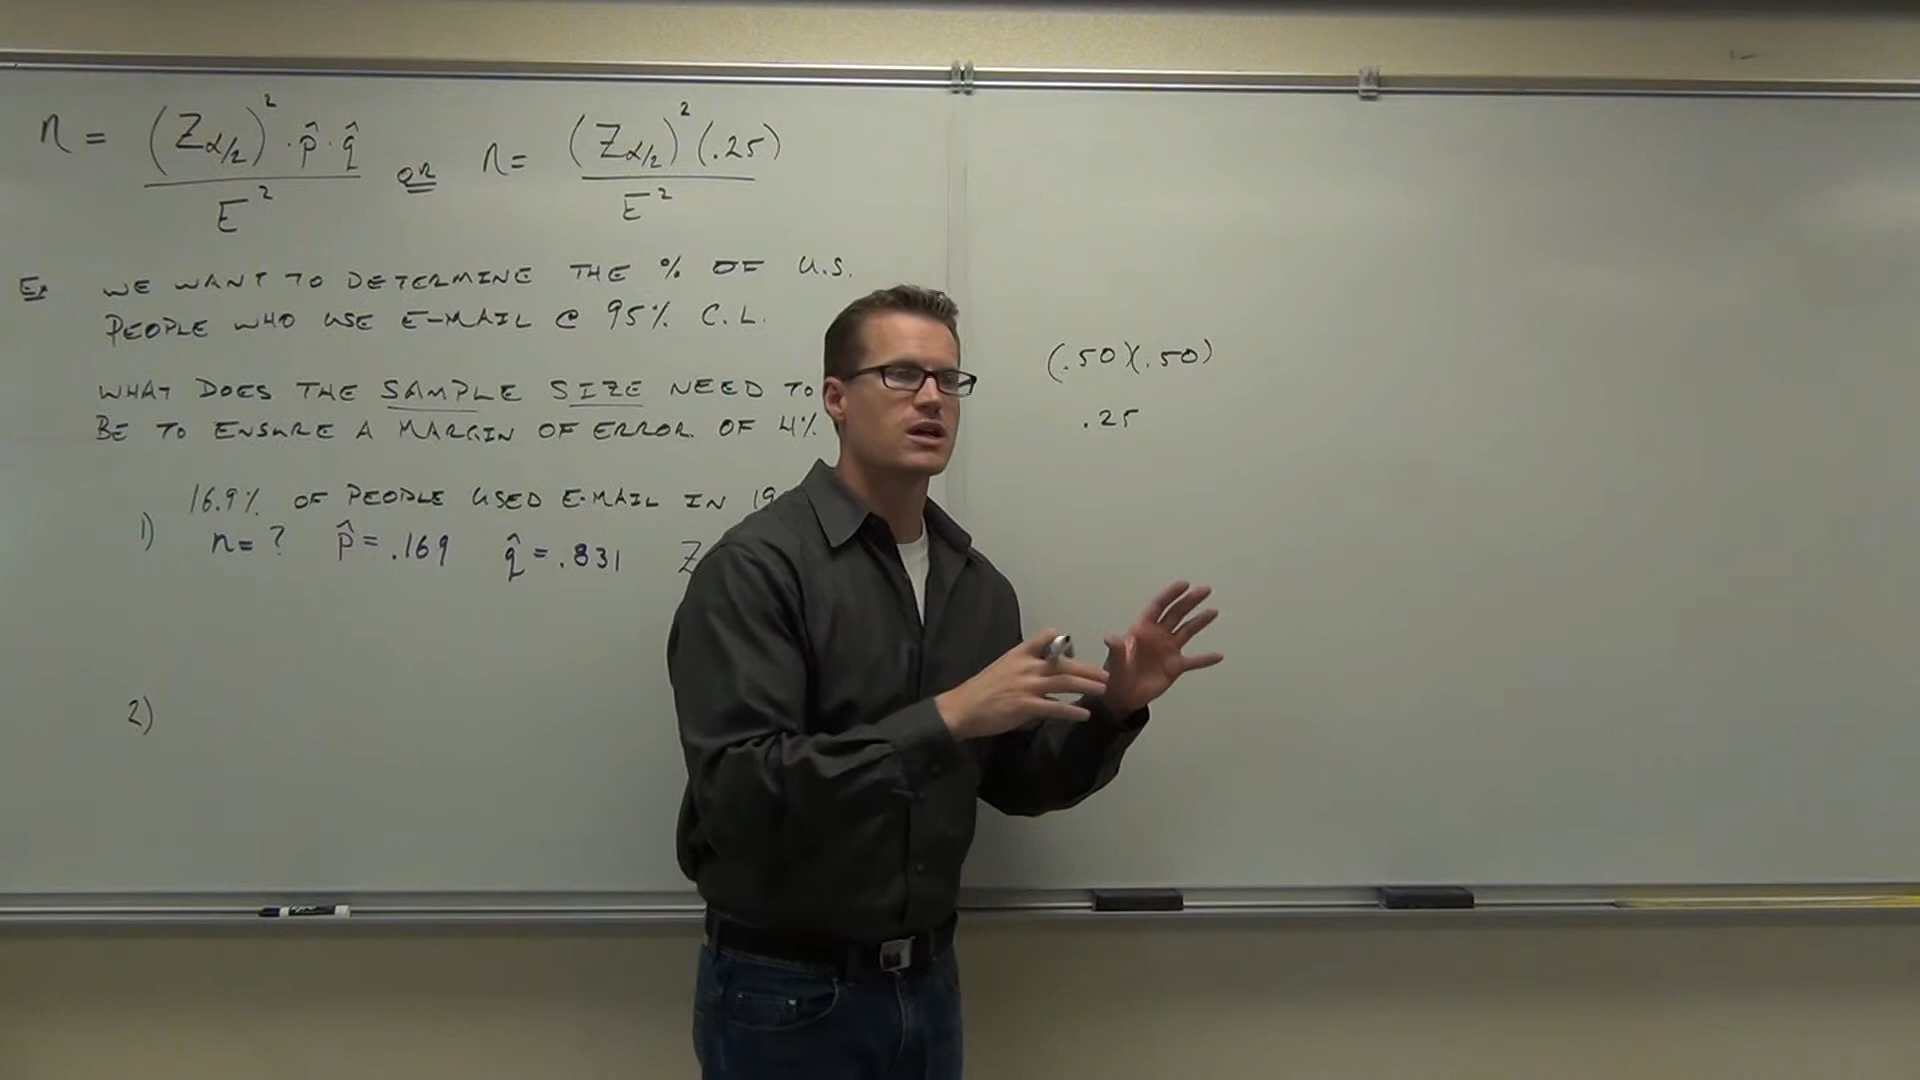 n = (Zα/2)² · p̂ · q̂ / E² OR n = (Zα/2)² (.25) / E²
Ex WE WANT TO DETERMINE THE % OF U.S.
PEOPLE WHO USE E-MAIL @ 95% C.L.
WHAT DOES THE SAMPLE SIZE NEED TO
BE TO ENSURE A MARGIN OF ERROR OF 4%
16.9% OF PEOPLE USED E-MAIL IN 19
1) n = ? p̂ = .169 q̂ = .831 Z
2)
(.50)(.50)
.25